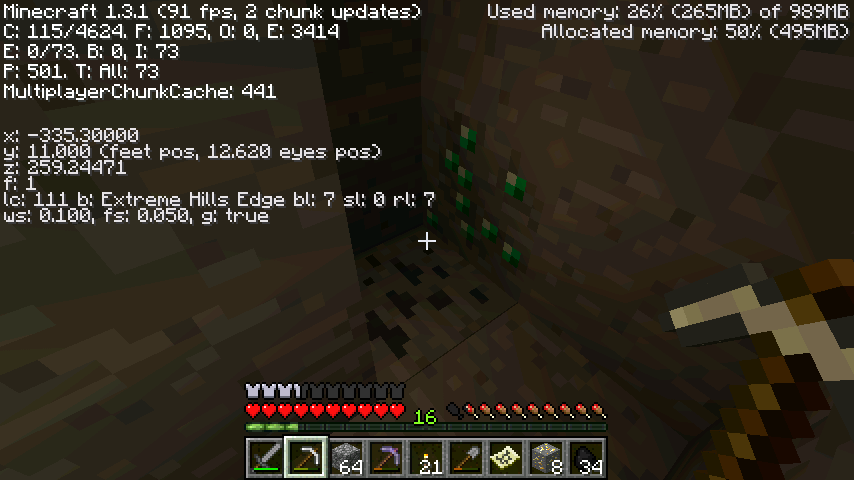 Minecraft 1.3.1 (91 fps, 2 chunk updates)
C: 115/4624. F: 1095, O: 0, E: 3414
E: 0/73. B: 0, I: 73
P: 501. T: All: 73
MultiplayerChunkCache: 441
Used memory: 26% (265MB) of 989MB
Allocated memory: 50% (495MB)
x: -335.30000
y: 11.000 (feet pos, 12.620 eyes pos)
z: 259.24471
f: 1
lc: 111 b: Extreme Hills Edge bl: 7 sl: 0 rl: 7
ws: 0.100, fs: 0.050, g: true
16
64
21
8
34